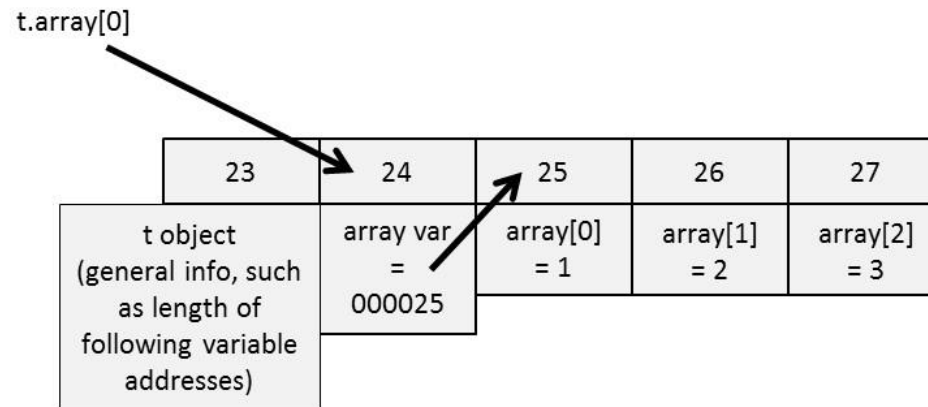 t.array[0]
23 24 25 26 27
t object
(general info, such
as length of
following variable
addresses)
array var
=
000025
array[0]
= 1
array[1]
= 2
array[2]
= 3